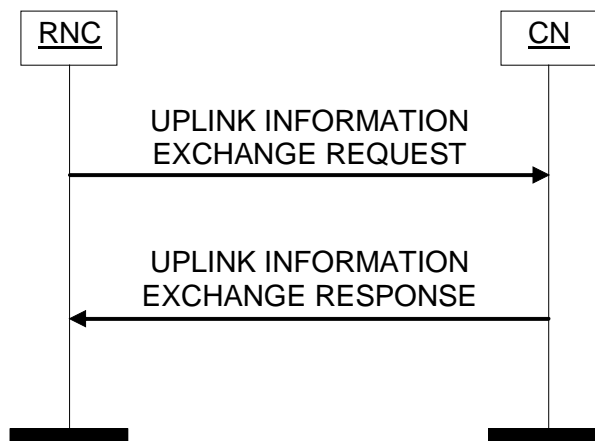 RNC
CN
UPLINK INFORMATION
EXCHANGE REQUEST
UPLINK INFORMATION
EXCHANGE RESPONSE